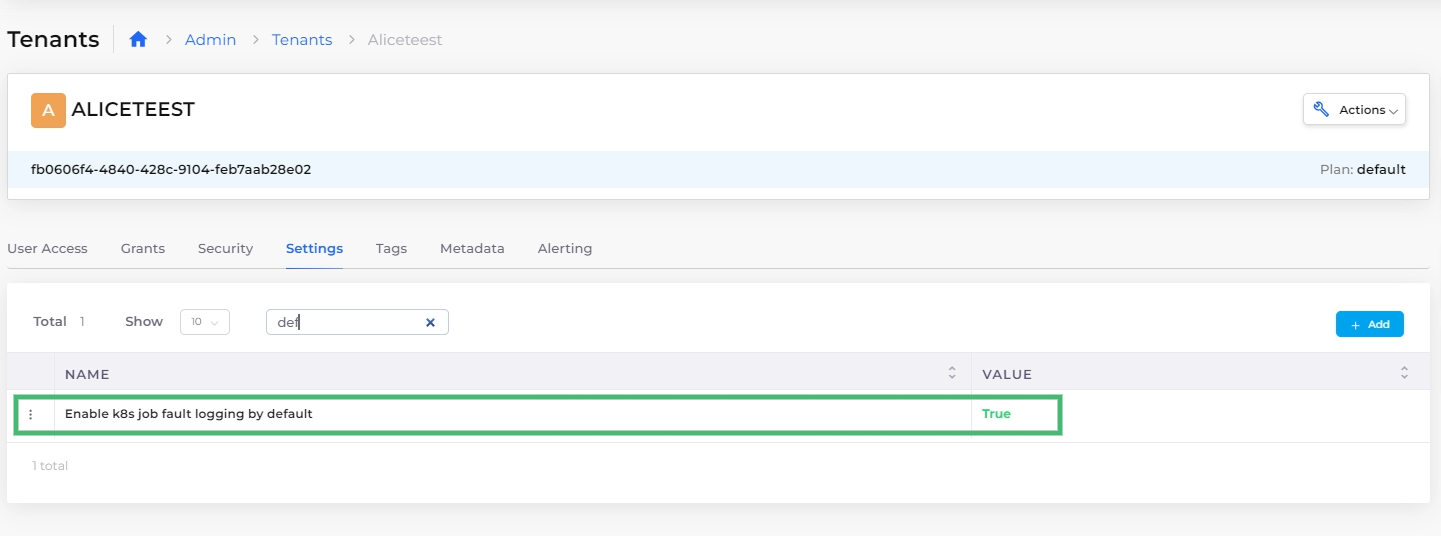 Tenants Admin Tenants Aliceteest
A ALICETEEST Actions
fb0606f4-4840-428c-9104-feb7aab28e02 Plan: default
User Access Grants Security Settings Tags Metadata Alerting
Total 1 Show 10 def + Add
NAME VALUE
Enable k8s job fault logging by default True
1 total